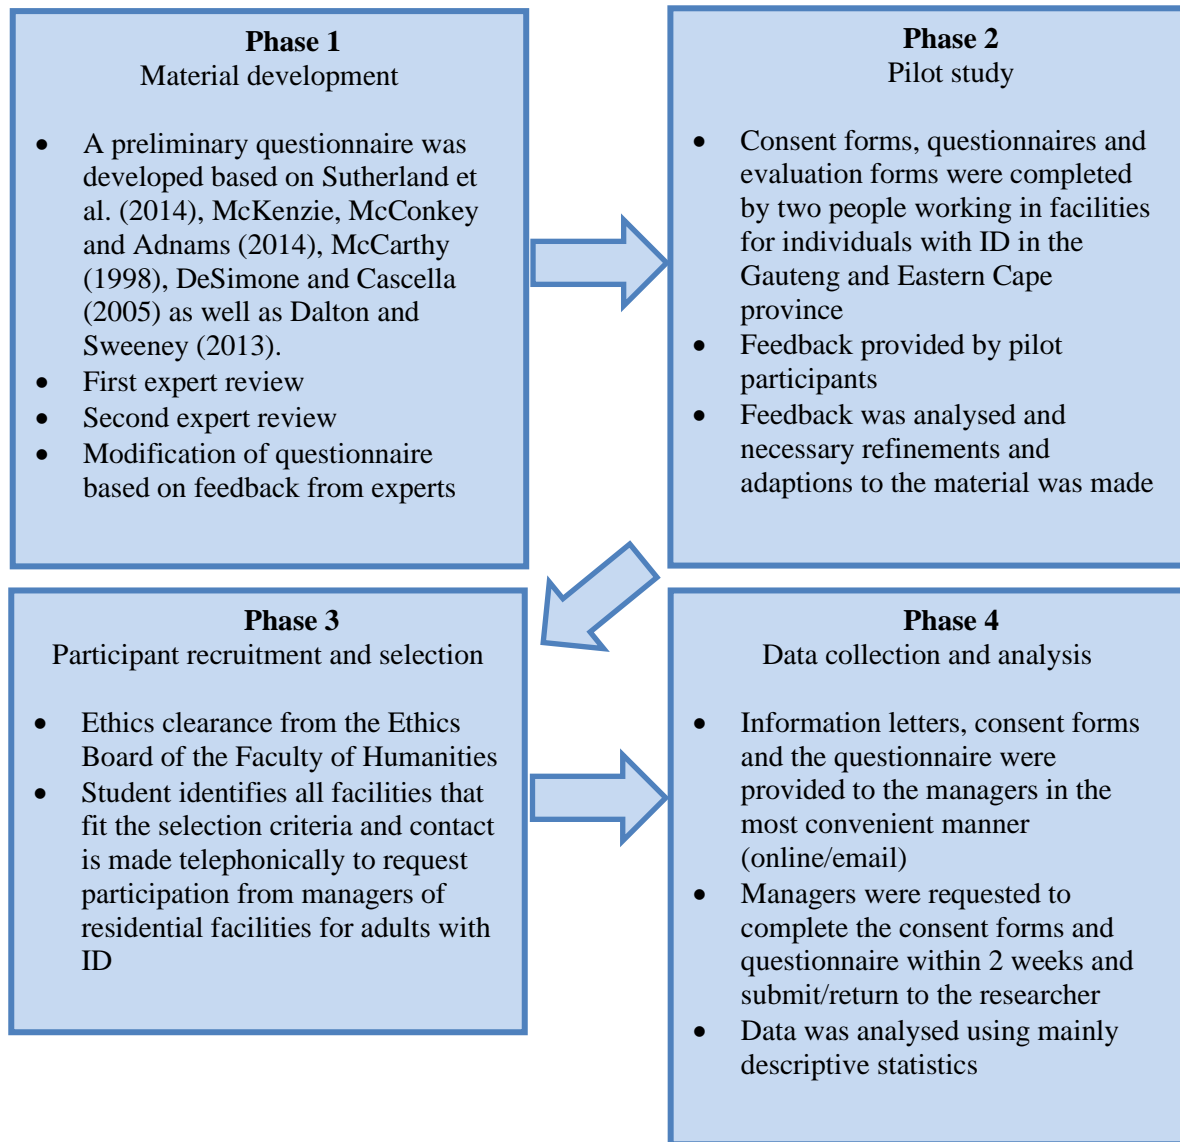 Phase 1
Material development
• A preliminary questionnaire was
developed based on Sutherland et
al. (2014), McKenzie, McConkey
and Adnams (2014), McCarthy
(1998), DeSimone and Cascella
(2005) as well as Dalton and
Sweeney (2013).
• First expert review
• Second expert review
• Modification of questionnaire
based on feedback from experts
Phase 2
Pilot study
• Consent forms, questionnaires and
evaluation forms were completed
by two people working in facilities
for individuals with ID in the
Gauteng and Eastern Cape
province
• Feedback provided by pilot
participants
• Feedback was analysed and
necessary refinements and
adaptions to the material was made
Phase 3
Participant recruitment and selection
• Ethics clearance from the Ethics
Board of the Faculty of Humanities
• Student identifies all facilities that
fit the selection criteria and contact
is made telephonically to request
participation from managers of
residential facilities for adults with
ID
Phase 4
Data collection and analysis
• Information letters, consent forms
and the questionnaire were
provided to the managers in the
most convenient manner
(online/email)
• Managers were requested to
complete the consent forms and
questionnaire within 2 weeks and
submit/return to the researcher
• Data was analysed using mainly
descriptive statistics